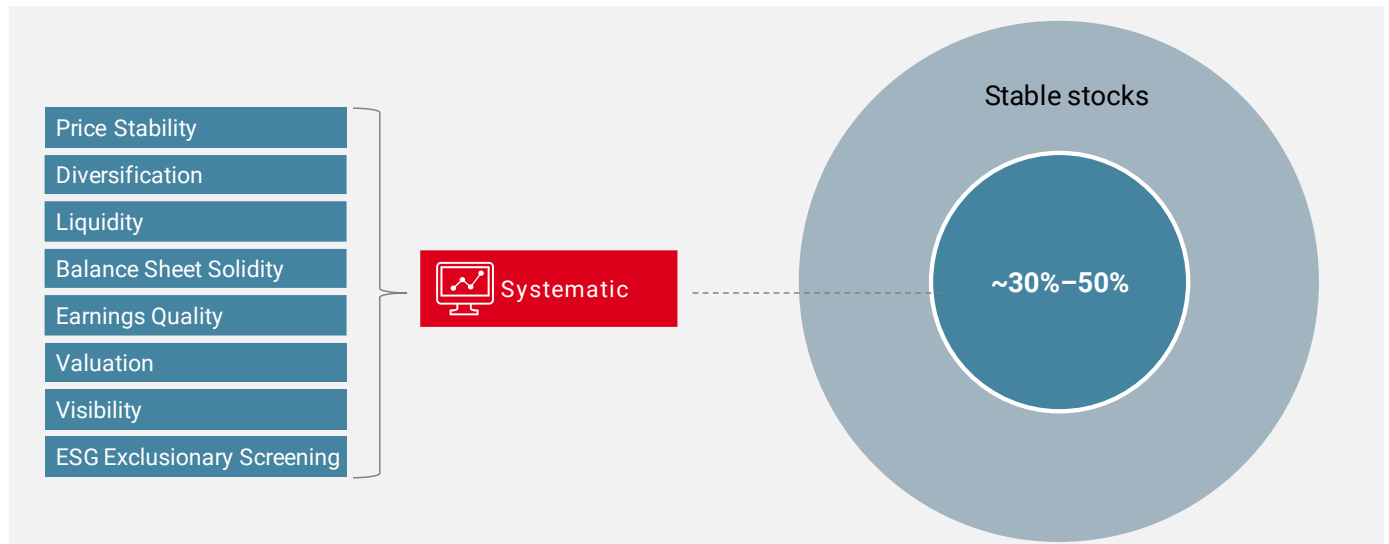 Price Stability
Diversification
Liquidity
Balance Sheet Solidity
Earnings Quality
Valuation
Visibility
ESG Exclusionary Screening
Systematic
Stable stocks
~30%–50%